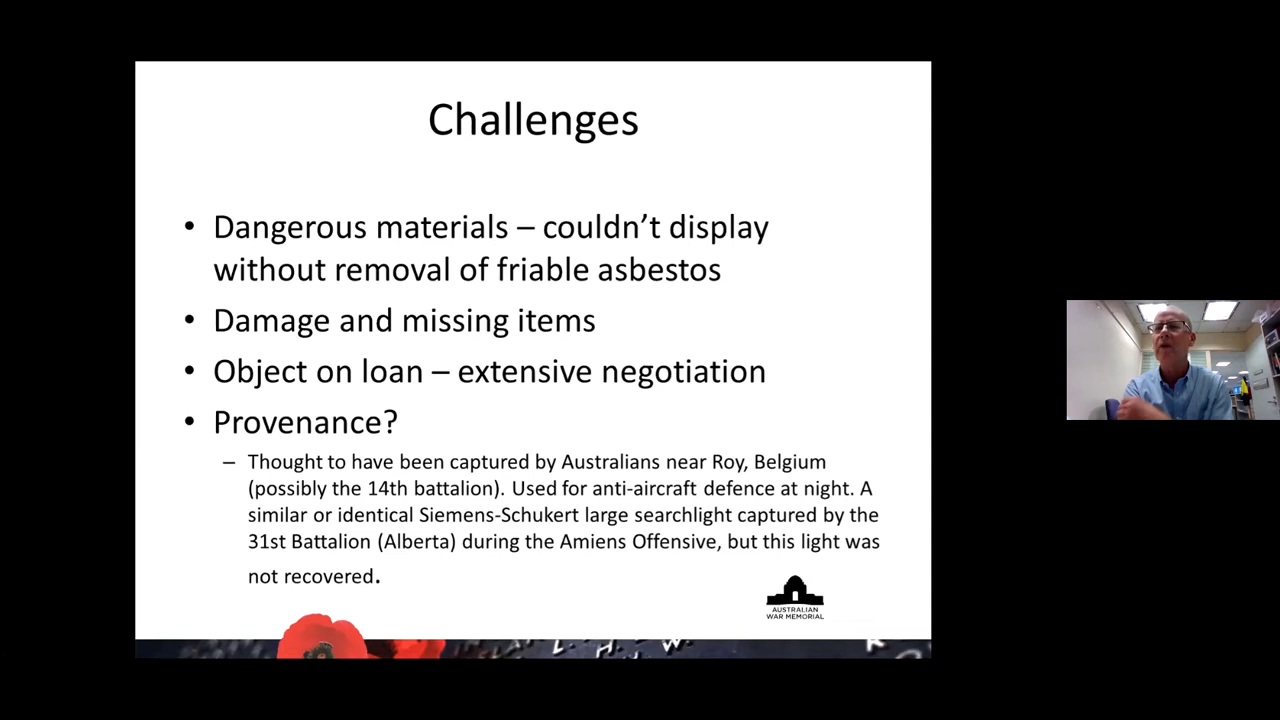 Challenges
• Dangerous materials – couldn’t display
without removal of friable asbestos
• Damage and missing items
• Object on loan – extensive negotiation
• Provenance?
– Thought to have been captured by Australians near Roy, Belgium
(possibly the 14th battalion). Used for anti-aircraft defence at night. A
similar or identical Siemens-Schukert large searchlight captured by the
31st Battalion (Alberta) during the Amiens Offensive, but this light was
not recovered.
AUSTRALIAN
WAR MEMORIAL
L. H.
W.